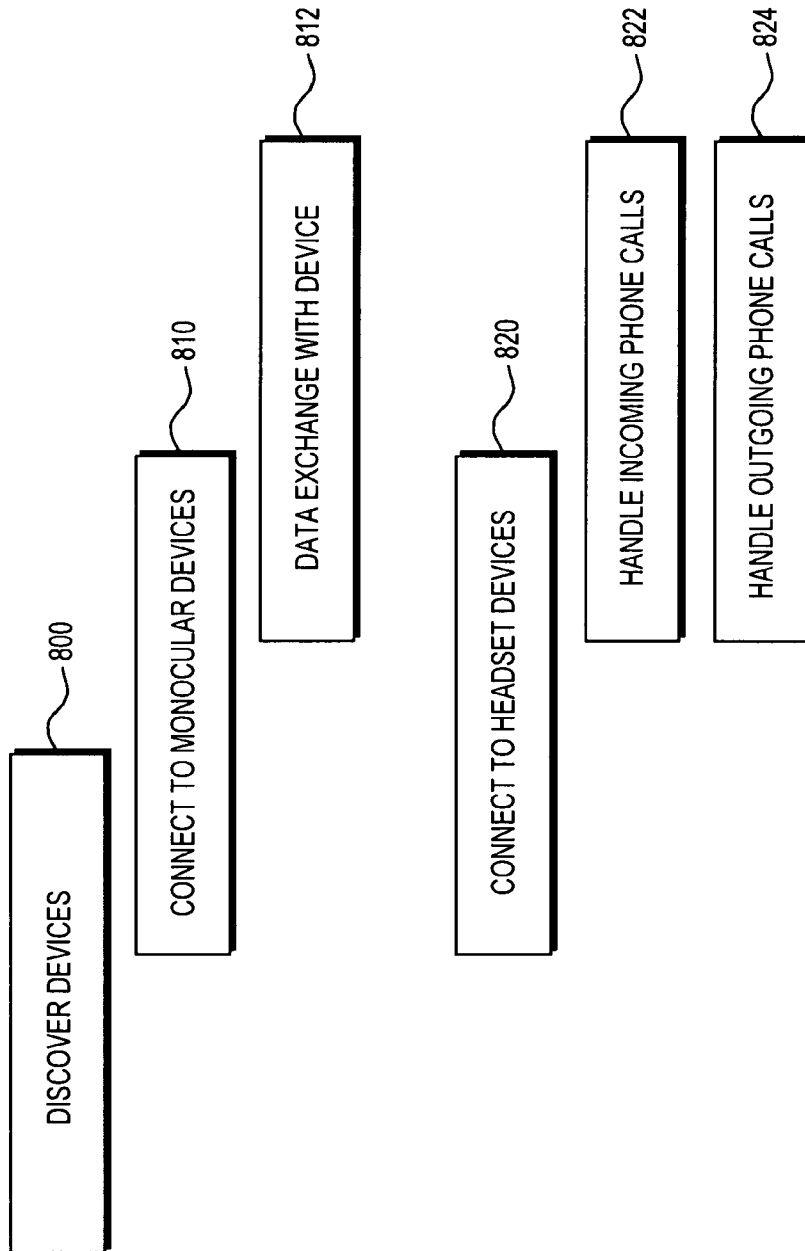 DISCOVER DEVICES
800
CONNECT TO MONOCULAR DEVICES
810
DATA EXCHANGE WITH DEVICE
812
CONNECT TO HEADSET DEVICES
820
HANDLE INCOMING PHONE CALLS
822
HANDLE OUTGOING PHONE CALLS
824